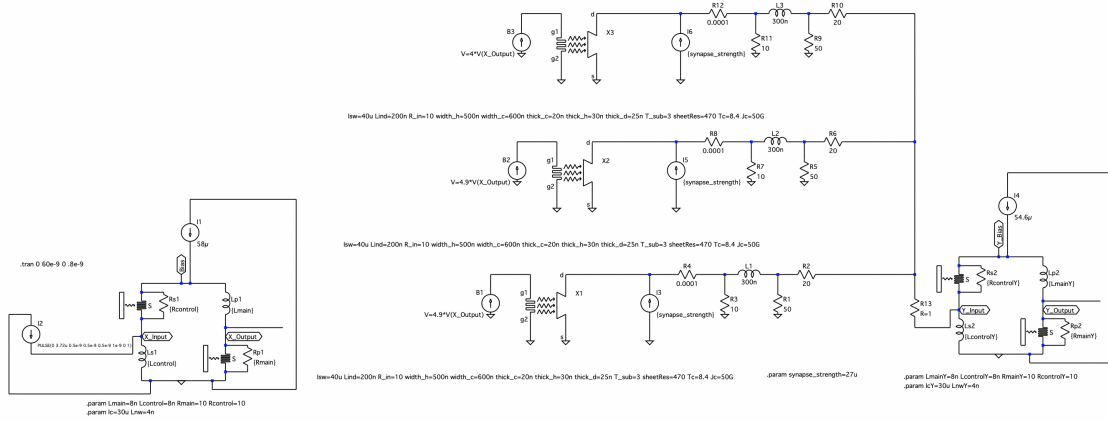 R12
0.0001
L3
300n
R10
20
B3
V=4*V(X_Output)
g1
g2
d
X3
s
I6
{synapse_strength}
R11
10
R9
50
Isw=40u Lind=200n R_in=10 width_h=500n width_c=600n thick_c=20n thick_h=30n thick_d=25n T_sub=3 sheetRes=470 Tc=8.4 Jc=50G
R8
0.0001
L2
300n
R6
20
B2
V=4.9*V(X_Output)
g1
g2
d
X2
s
I5
{synapse_strength}
R7
10
R5
50
Isw=40u Lind=200n R_in=10 width_h=500n width_c=600n thick_c=20n thick_h=30n thick_d=25n T_sub=3 sheetRes=470 Tc=8.4 Jc=50G
R4
0.0001
L1
300n
R2
20
B1
V=4.9*V(X_Output)
g1
g2
d
X1
s
I3
{synapse_strength}
R3
10
R1
50
R13
R=1
Isw=40u Lind=200n R_in=10 width_h=500n width_c=600n thick_c=20n thick_h=30n thick_d=25n T_sub=3 sheetRes=470 Tc=8.4 Jc=50G
.param synapse_strength=27u
.tran 0 60e-9 0 .8e-9
I1
58µ
Bias
S
Rs1
{Rcontrol}
Lp1
{Lmain}
I2
PULSE(0 3.72u 0.5e-9 0.5e-9 0.5e-9 1e-9 0 1)
X_Input
X_Output
Ls1
{Lcontrol}
S
Rp1
{Rmain}
.param Lmain=8n Lcontrol=8n Rmain=10 Rcontrol=10
.param Ic=30u Lnw=4n
I4
54.6µ
Y_Bias
S
Rs2
{RcontrolY}
Lp2
{LmainY}
Y_Input
Y_Output
Ls2
{LcontrolY}
S
Rp2
{RmainY}
.param LmainY=8n LcontrolY=8n RmainY=10 RcontrolY=10
.param IcY=30u LnwY=4n